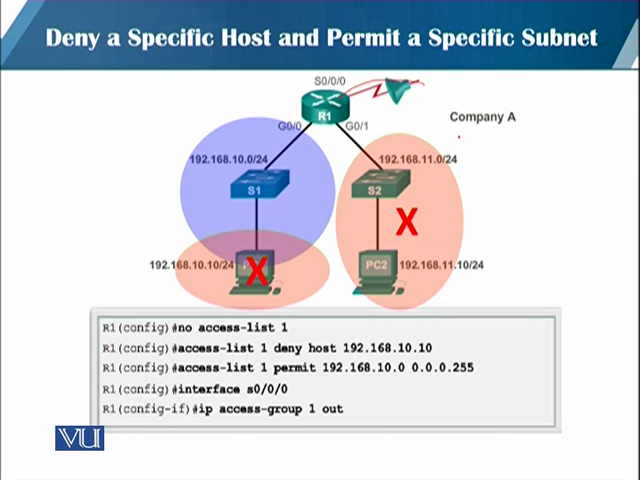 Deny a Specific Host and Permit a Specific Subnet
S0/0/0
R1
Company A
G0/0
G0/1
192.168.10.0/24
192.168.11.0/24
S1
S2
X
192.168.10.10/24
X
PC2
192.168.11.10/24
R1(config)#no access-list 1
R1(config)#access-list 1 deny host 192.168.10.10
R1(config)#access-list 1 permit 192.168.10.0 0.0.0.255
R1(config)#interface s0/0/0
R1(config-if)#ip access-group 1 out
VU